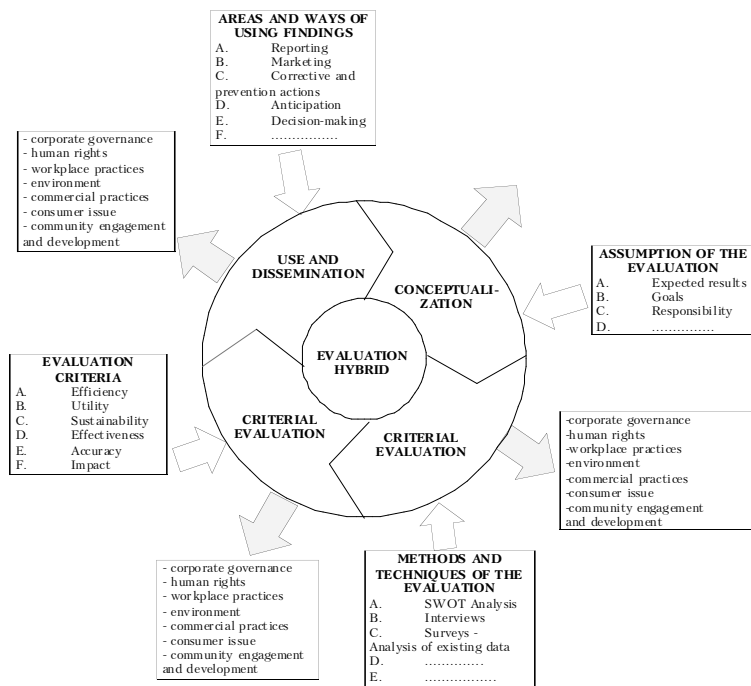 AREAS AND WAYS OF
USING FINDINGS
A. Reporting
B. Marketing
C. Corrective and
prevention actions
D. Anticipation
E. Decision-making
F. ................
- corporate governance
- human rights
- workplace practices
- environment
- commercial practices
- consumer issue
- community engagement
and development
USE AND
DISSEMINATION
CONCEPTUALI-
ZATION
ASSUMPTION OF THE
EVALUATION
A. Expected results
B. Goals
C. Responsibility
D. ...............
EVALUATION
HYBRID
EVALUATION
CRITERIA
A. Efficiency
B. Utility
C. Sustainability
D. Effectiveness
E. Accuracy
F. Impact
CRITERIAL
EVALUATION
CRITERIAL
EVALUATION
-corporate governance
-human rights
-workplace practices
-environment
-commercial practices
-consumer issue
-community engagement
and development
- corporate governance
- human rights
- workplace practices
- environment
- commercial practices
- consumer issue
- community engagement
and development
METHODS AND
TECHNIQUES OF THE
EVALUATION
A. SWOT Analysis
B. Interviews
C. Surveys -
Analysis of existing data
D. ..............
E. .................